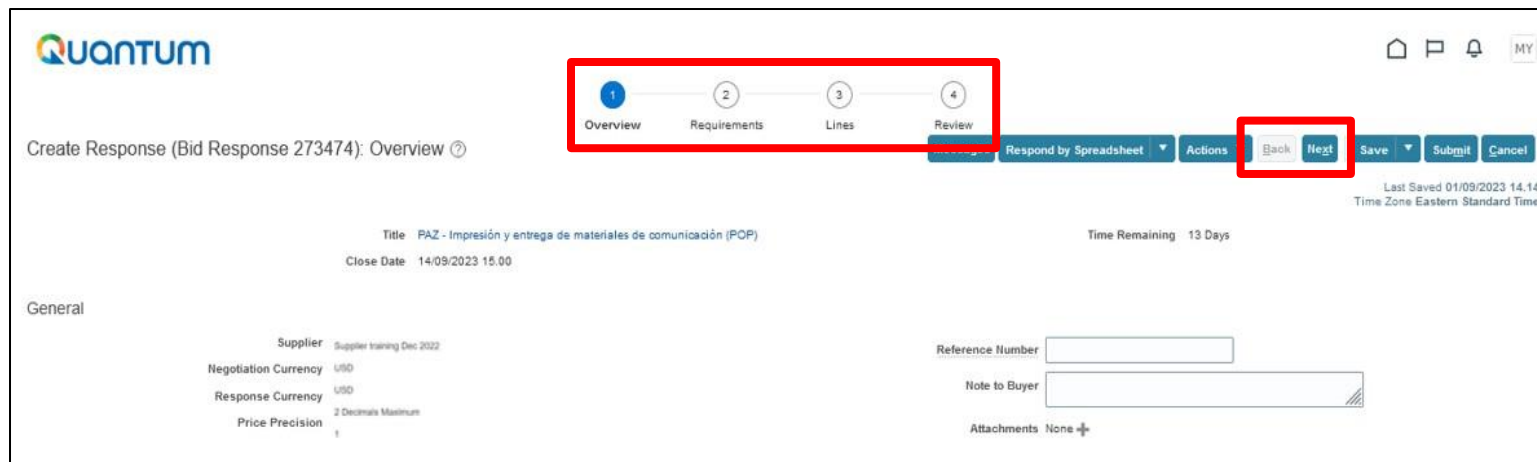 QUANTUM
MY
1 2 3 4
Overview Requirements Lines Review
Create Response (Bid Response 273474): Overview ?
Respond by Spreadsheet Actions Back Next Save Submit Cancel
Last Saved 01/09/2023 14.14
Time Zone Eastern Standard Time
Title PAZ - Impresión y entrega de materiales de comunicación (POP)
Time Remaining 13 Days
Close Date 14/09/2023 15.00
General
Supplier Supplier training Dec 2022
Reference Number
Negotiation Currency USD
Note to Buyer
Response Currency USD
Price Precision 2 Decimals Maximum
1
Attachments None